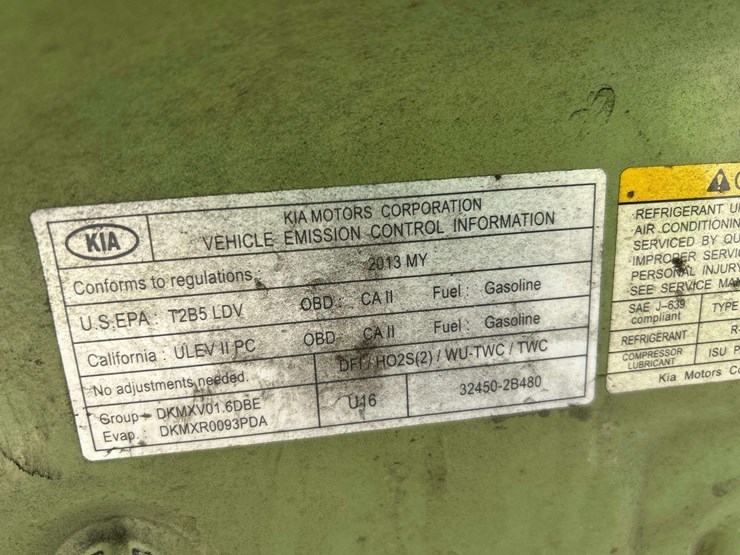 KIA
KIA MOTORS CORPORATION
VEHICLE EMISSION CONTROL INFORMATION
Conforms to regulations: 2013 MY
U.S.EPA : T2B5 LDV OBD : CA II Fuel : Gasoline
California : ULEV II PC OBD : CA II Fuel : Gasoline
No adjustments needed. DFI / HO2S(2) / WU-TWC / TWC
Group DKMXV01.6DBE
Evap. DKMXR0093PDA
U16
32450-2B480
REFRIGERANT
AIR CONDITIONIN
SERVICED BY QU
IMPROPER SERVI
PERSONAL INJURY
SEE SERVICE MA
SAE J-639
compliant
TYPE
REFRIGERANT R-
COMPRESSOR
LUBRICANT
ISU P
Kia Motors Co